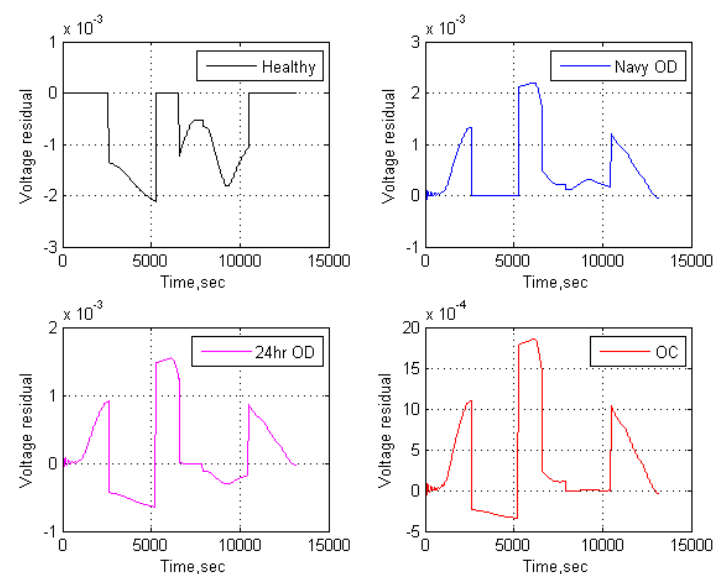 x 10-3
1
0
-1
-2
-3
Voltage residual
Healthy
0 5000 10000 15000
Time,sec
x 10-3
3
2
1
0
-1
Voltage residual
Navy OD
0 5000 10000 15000
Time,sec
x 10-3
2
1
0
-1
Voltage residual
24hr OD
0 5000 10000 15000
Time,sec
x 10-4
20
15
10
5
0
-5
Voltage residual
OC
0 5000 10000 15000
Time,sec